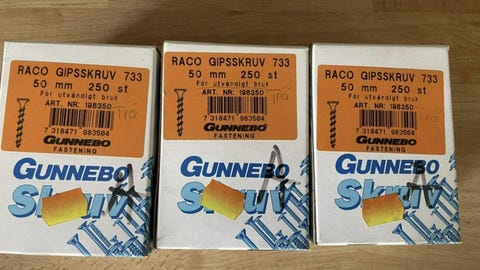 RACO GIPSSKRUV 733
50 mm 250 st
För utvändigt bruk
ART. NR: 198350
7 318471 983504
GUNNEBO
FASTENING
GUNNEBO
Skruv
RACO GIPSSKRUV 733
50 mm 250 st
För utvändigt bruk
ART. NR: 198350
7 318471 983504
GUNNEBO
FASTENING
GUNNEBO
Skruv
RACO GIPSSKRUV 733
50 mm 250 st
För utvändigt bruk
ART. NR: 198350
7 318471 983504
GUNNEBO
FASTENING
GUNNEBO
Skruv